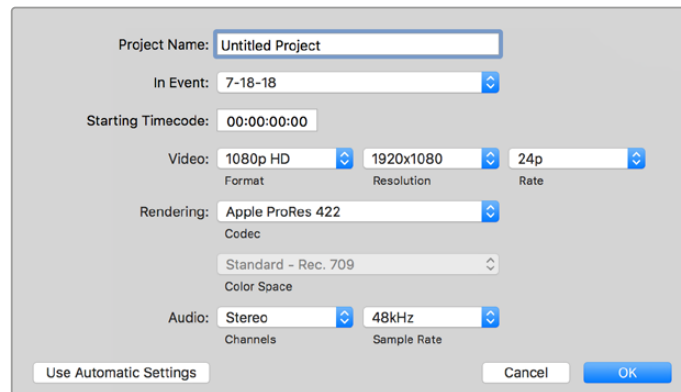 Project Name: Untitled Project
In Event: 7-18-18
Starting Timecode: 00:00:00:00
Video: 1080p HD 1920x1080 24p
Format Resolution Rate
Rendering: Apple ProRes 422
Codec
Standard - Rec. 709
Color Space
Audio: Stereo 48kHz
Channels Sample Rate
Use Automatic Settings Cancel OK